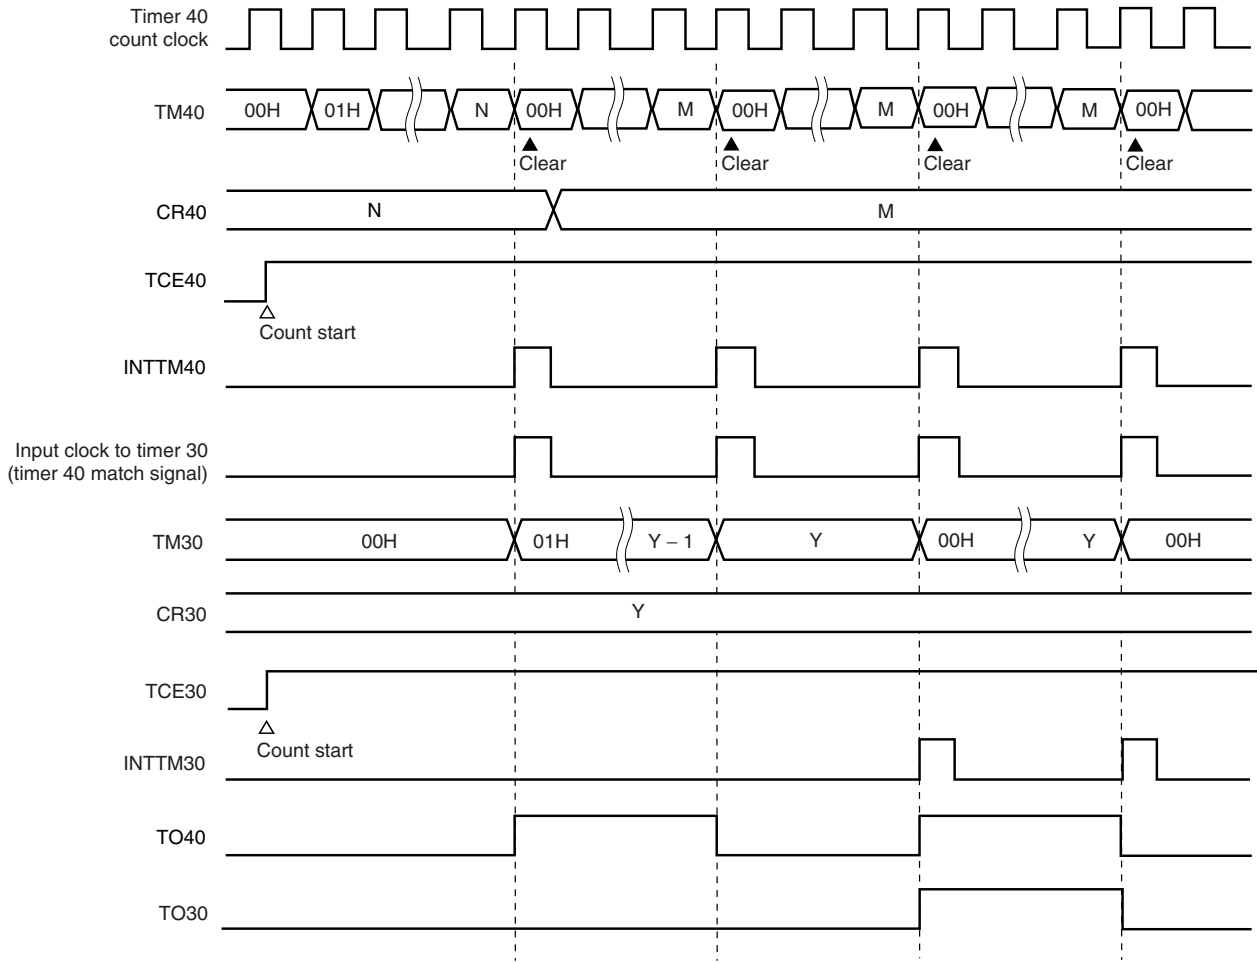 Timer 40
count clock
TM40 00H 01H N 00H M 00H M 00H M 00H
Clear Clear Clear Clear
CR40 N M
TCE40
Count start
INTTM40
Input clock to timer 30
(timer 40 match signal)
TM30 00H 01H Y – 1 Y 00H Y 00H
CR30 Y
TCE30
Count start
INTTM30
TO40
TO30